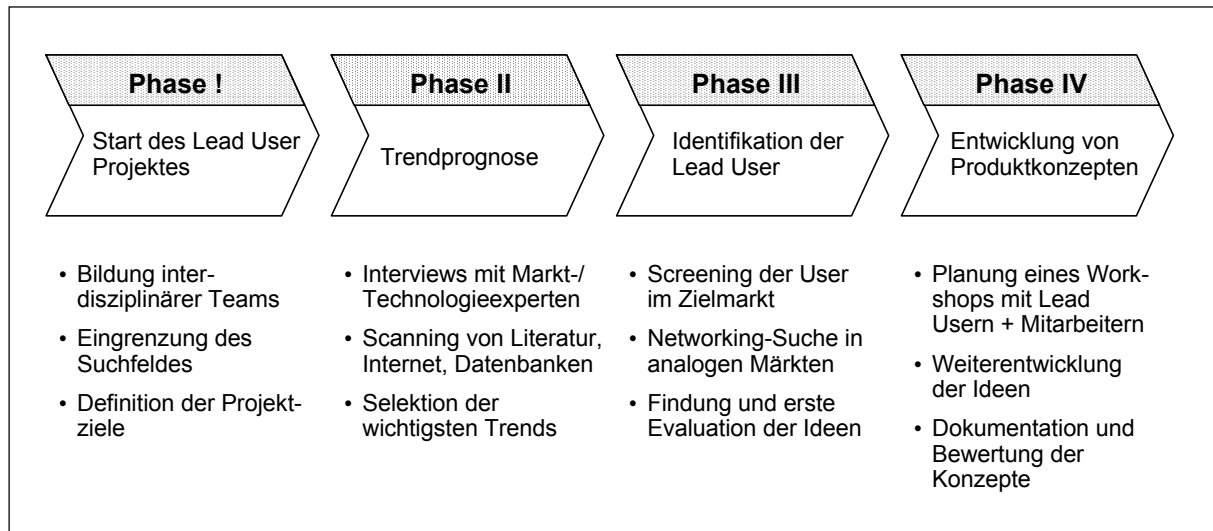 Phase !
Start des Lead User
Projektes
• Bildung inter-
disziplinärer Teams
• Eingrenzung des
Suchfeldes
• Definition der Projekt-
ziele
Phase II
Trendprognose
• Interviews mit Markt-/
Technologieexperten
• Scanning von Literatur,
Internet, Datenbanken
• Selektion der
wichtigsten Trends
Phase III
Identifikation der
Lead User
• Screening der User
im Zielmarkt
• Networking-Suche in
analogen Märkten
• Findung und erste
Evaluation der Ideen
Phase IV
Entwicklung von
Produktkonzepten
• Planung eines Work-
shops mit Lead
Usern + Mitarbeitern
• Weiterentwicklung
der Ideen
• Dokumentation und
Bewertung der
Konzepte